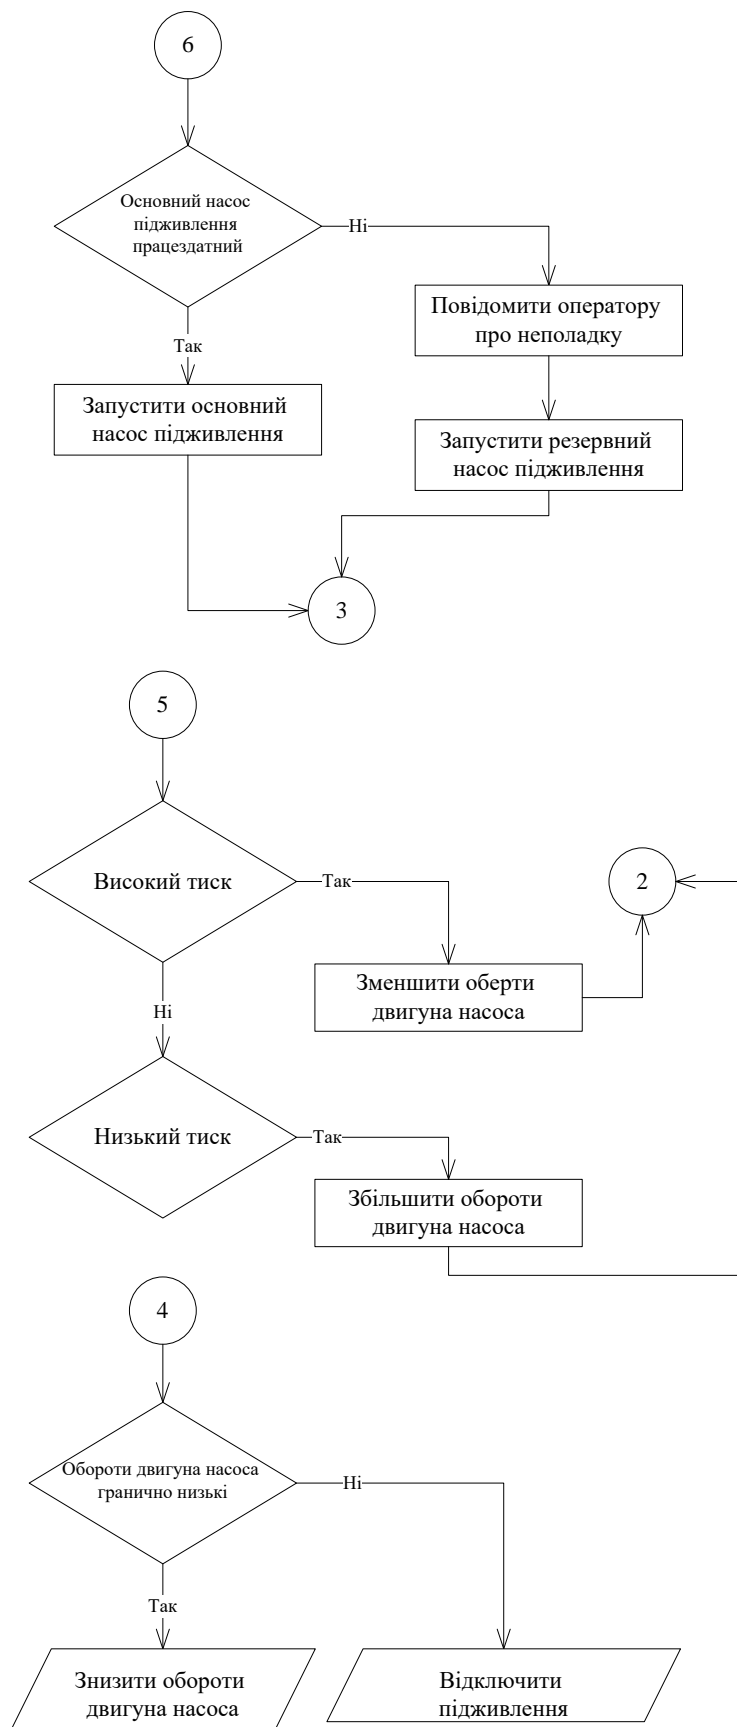 6
Основний насос
підживлення
працездатний
Ні
Повідомити оператору
про неполадку
Так
Запустити основний
насос підживлення
Запустити резервний
насос підживлення
3
5
Високий тиск
Так
2
Зменшити оберти
двигуна насоса
Ні
Низький тиск
Так
Збільшити обороти
двигуна насоса
4
Обороти двигуна насоса
гранично низькі
Ні
Так
Знизити обороти
двигуна насоса
Відключити
підживлення